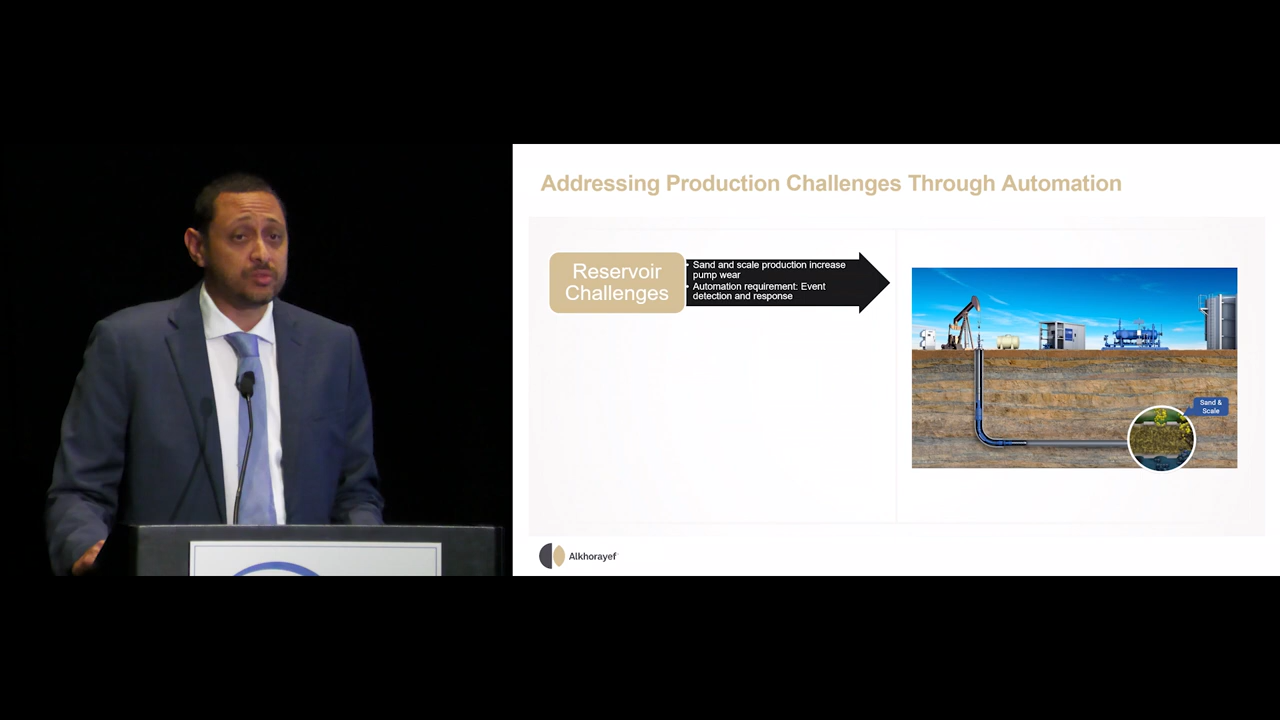 Addressing Production Challenges Through Automation
Reservoir
Challenges
• Sand and scale production increase
pump wear
• Automation requirement: Event
detection and response
Sand &
Scale
Alkhorayef